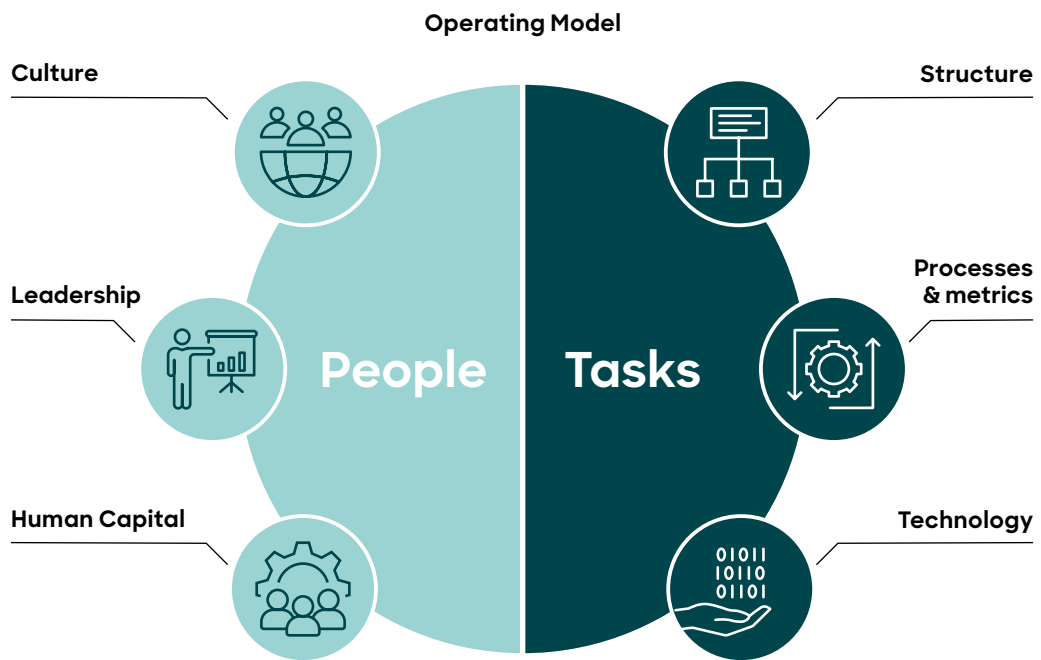 Operating Model
Culture
Structure
Leadership
Processes
& metrics
People
Tasks
Human Capital
Technology
01011
10110
01101